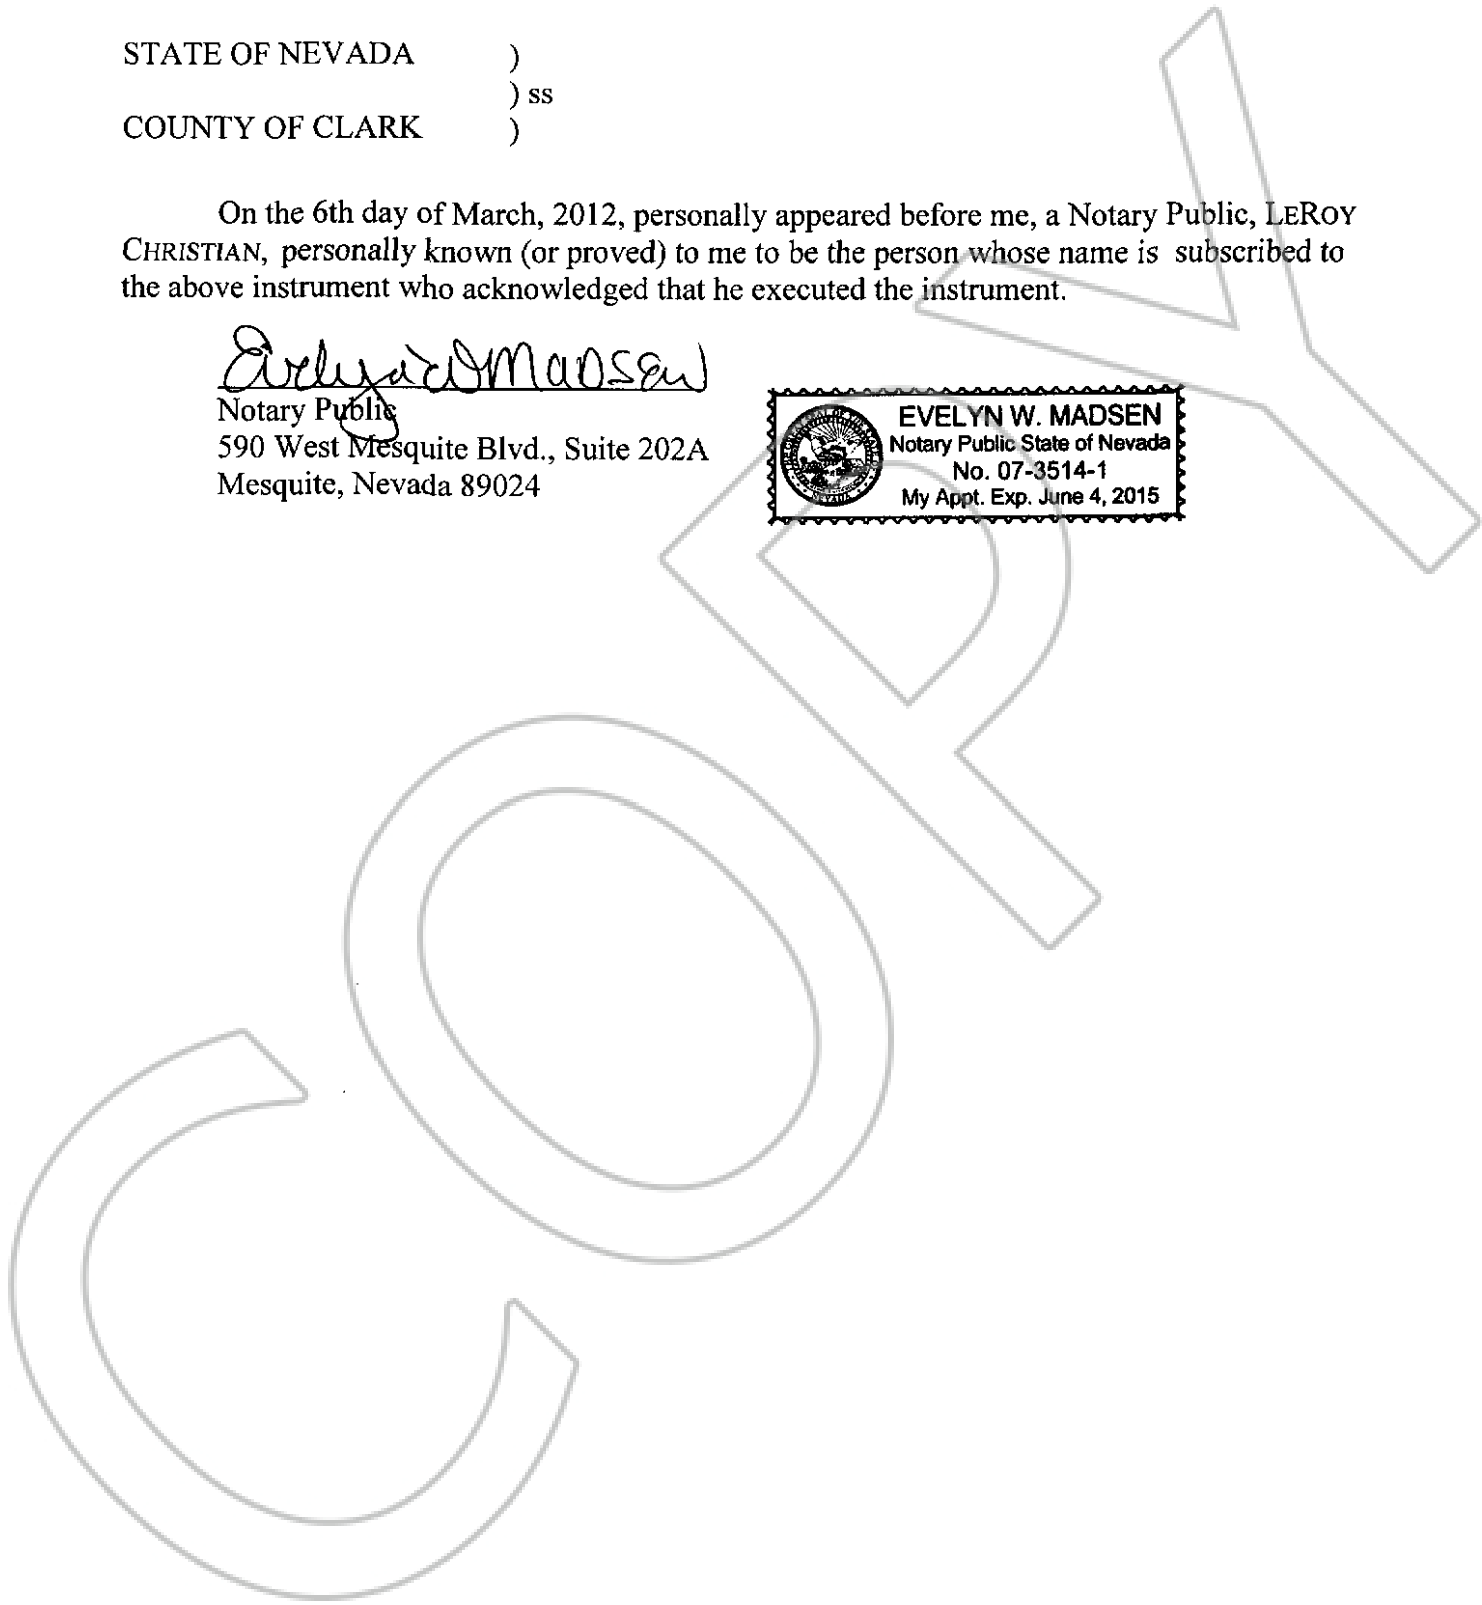 STATE OF NEVADA )
) ss
COUNTY OF CLARK )
On the 6th day of March, 2012, personally appeared before me, a Notary Public, LEROY
CHRISTIAN, personally known (or proved) to me to be the person whose name is subscribed to
the above instrument who acknowledged that he executed the instrument.
Evelyn W Madsen
Notary Public
590 West Mesquite Blvd., Suite 202A
Mesquite, Nevada 89024
EVELYN W. MADSEN
Notary Public State of Nevada
No. 07-3514-1
My Appt. Exp. June 4, 2015
NEVADA
COPY